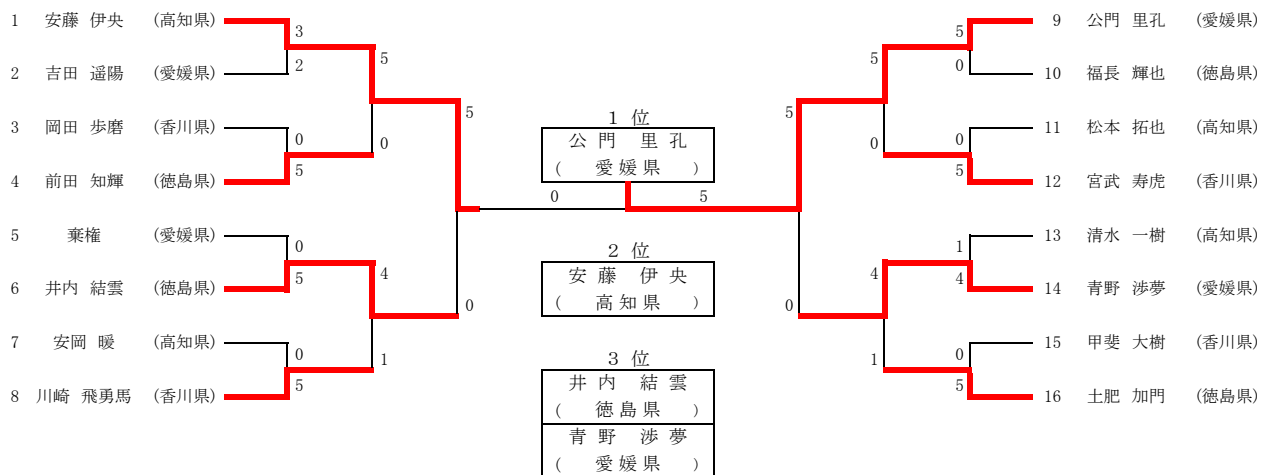 1 安藤 伊央 (高知県)
3
2
2 吉田 遥陽 (愛媛県)
5
3 岡田 歩磨 (香川県)
0
5
0
4 前田 知輝 (徳島県)
5
5 棄権 (愛媛県)
0
5
4
6 井内 結雲 (徳島県)
0
7 安岡 暖 (高知県)
0
5
1
8 川崎 飛勇馬 (香川県)
0
5
1 位
公門 里孔
( 愛媛県 )
2 位
安藤 伊央
( 高知県 )
3 位
井内 結雲
( 徳島県 )
青野 渉夢
( 愛媛県 )
9 公門 里孔 (愛媛県)
5
0
10 福長 輝也 (徳島県)
5
11 松本 拓也 (高知県)
0
5
0
12 宮武 寿虎 (香川県)
5
13 清水 一樹 (高知県)
1
4
4
14 青野 渉夢 (愛媛県)
0
15 甲斐 大樹 (香川県)
0
5
1
16 土肥 加門 (徳島県)